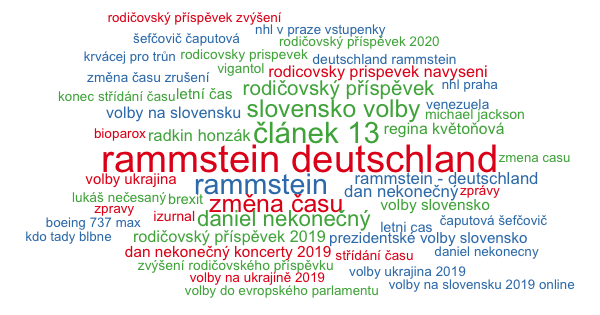 rodičovský příspěvek zvýšení
nhl v praze vstupenky
šefčovič čaputová
rodičovský příspěvek 2020
krvácej pro trůn
rodicovsky prispevek
deutschland rammstein
změna času zrušení
vigantol
rodicovsky prispevek navyseni
konec střídání času
letní čas
rodičovský příspěvek
nhl praha
volby na slovensku
slovensko volby
venezuela
michael jackson
bioparox
radkin honzák
článek 13
regina květoňová
rammstein deutschland
zmena casu
volby ukrajina
rammstein
rammstein - deutschland
dan nekonečný
zprávy
lukáš nečesaný
brexit
změna času
volby slovensko
zpravy
izurnal
daniel nekonečný
letni cas
čaputová šefčovič
boeing 737 max
kdo tady blbne
rodičovský příspěvek 2019
prezidentské volby slovensko
dan nekonečný koncerty 2019
střídání času
daniel nekonecny
zvýšení rodičovského příspěvku
volby ukrajina 2019
volby na ukrajině 2019
volby na slovensku 2019 online
volby do evropského parlamentu